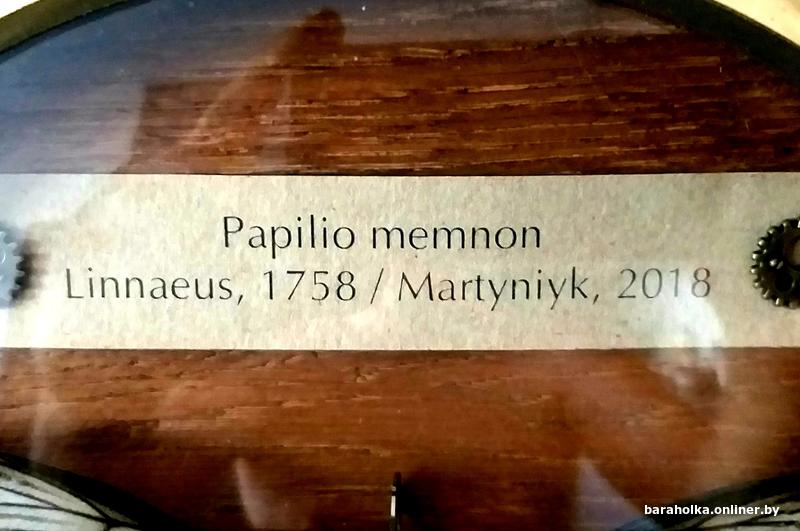 Papilio memnon
Linnaeus, 1758 / Martyniyk, 2018
baraholka.onliner.by